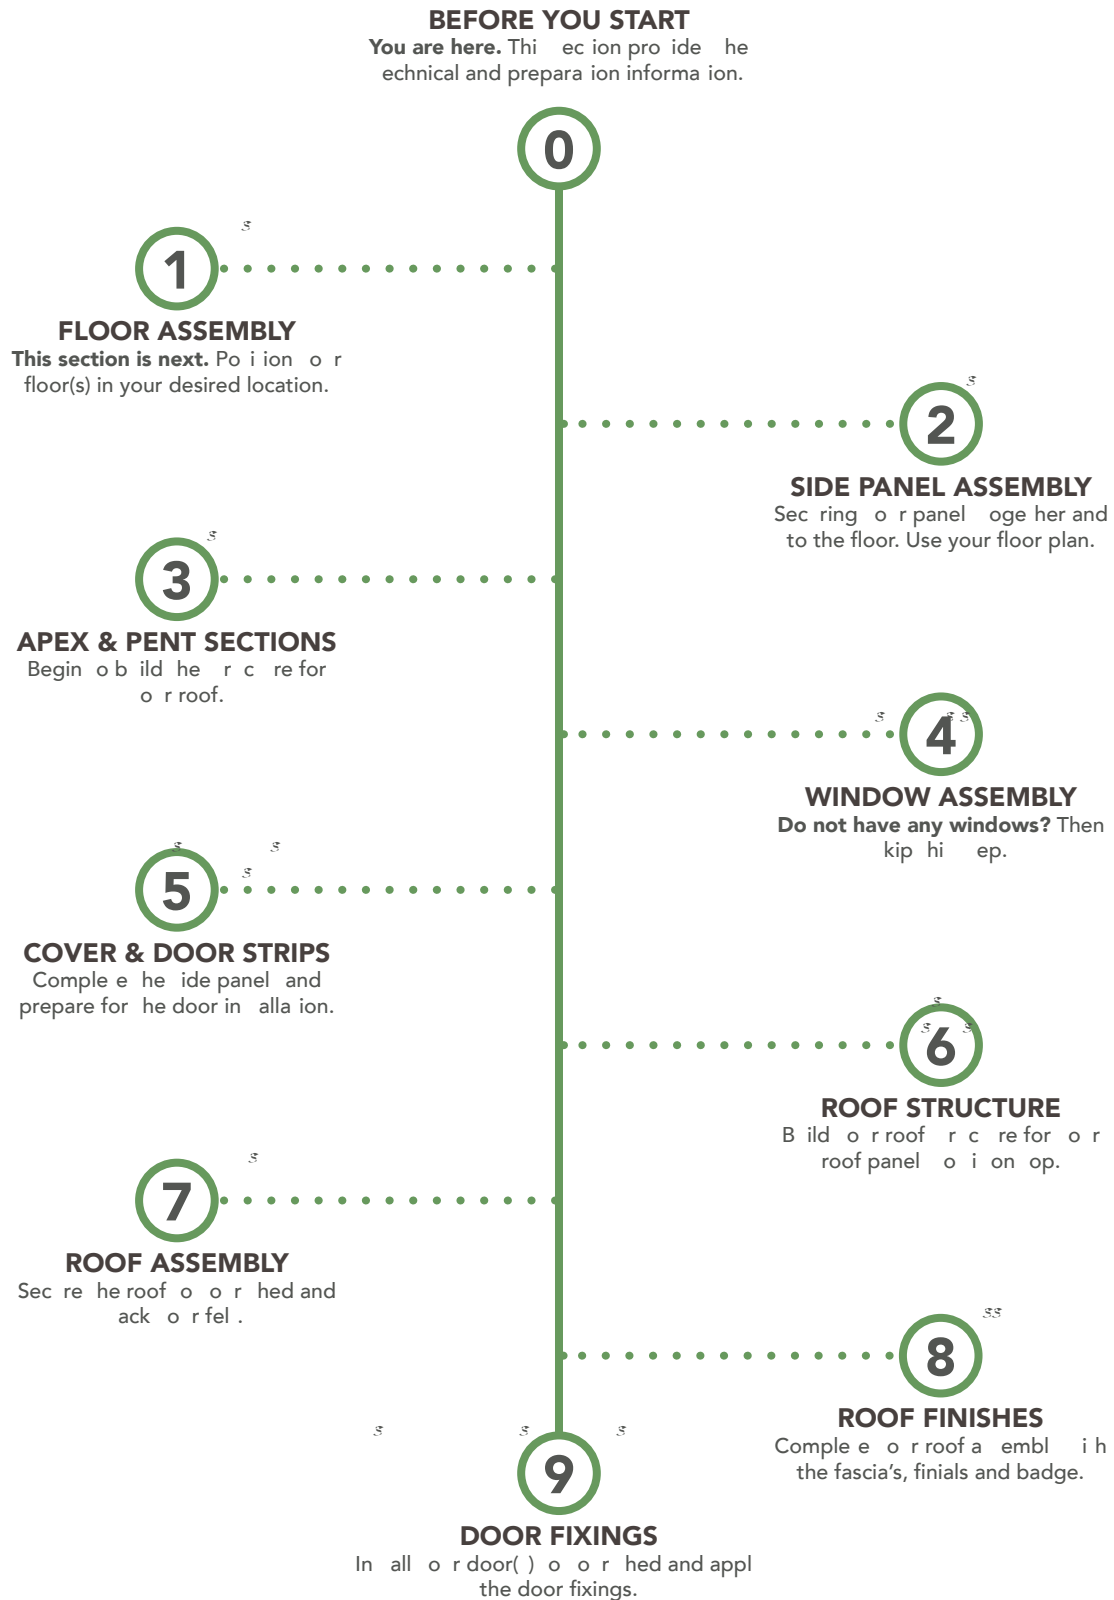 BEFORE YOU START
You are here. Thi ec ion pro ide he
echnical and prepara ion informa ion.
0
1
FLOOR ASSEMBLY
This section is next. Po i ion o r
floor(s) in your desired location.
2
SIDE PANEL ASSEMBLY
Sec ring o r panel oge her and
to the floor. Use your floor plan.
3
APEX & PENT SECTIONS
Begin o b ild he r c re for
o r roof.
4
WINDOW ASSEMBLY
Do not have any windows? Then
kip hi ep.
5
COVER & DOOR STRIPS
Comple e he ide panel and
prepare for he door in alla ion.
6
ROOF STRUCTURE
B ild o r roof r c re for o r
roof panel o i on op.
7
ROOF ASSEMBLY
Sec re he roof o o r hed and
ack o r fel .
8
ROOF FINISHES
Comple e o r roof a embl i h
the fascia's, finials and badge.
9
DOOR FIXINGS
In all o r door( ) o o r hed and appl
the door fixings.